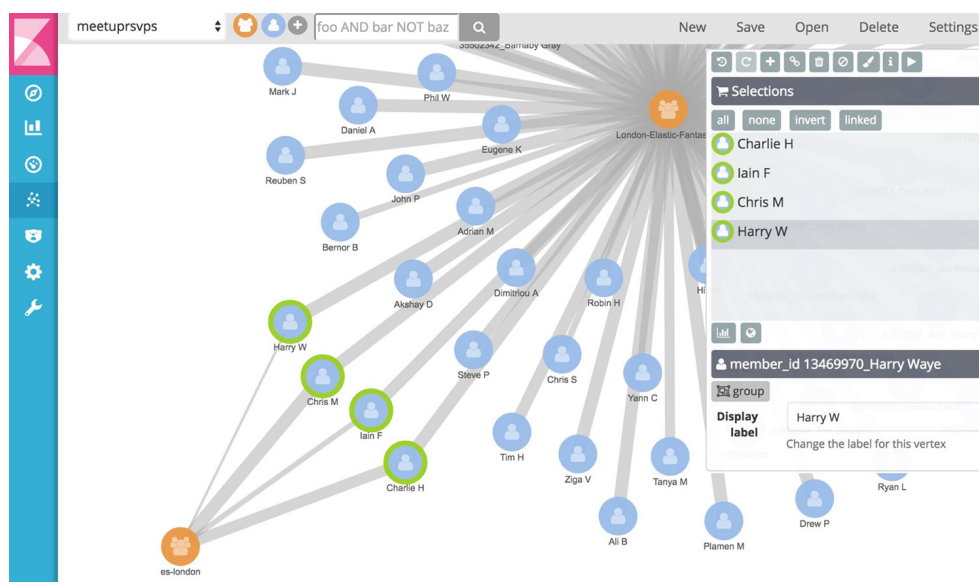 meetuprsvps
foo AND bar NOT baz
New Save Open Delete Settings
35502342_Barnaby Gray
Mark J
Phil W
Daniel A
London-Elastic-Fantas
Eugene K
Reuben S
John P
Adrian M
Bernor B
Akshay D
Dimitriou A
Robin H
Hi
Harry W
Steve P
Chris S
Chris M
Yann C
Iain F
Tim H
Charlie H
Ziga V
Tanya M
Ryan L
Ali B
Plamen M
Drew P
es-london
Selections
all none invert linked
Charlie H
Iain F
Chris M
Harry W
member_id 13469970_Harry Waye
group
Display label
Harry W
Change the label for this vertex